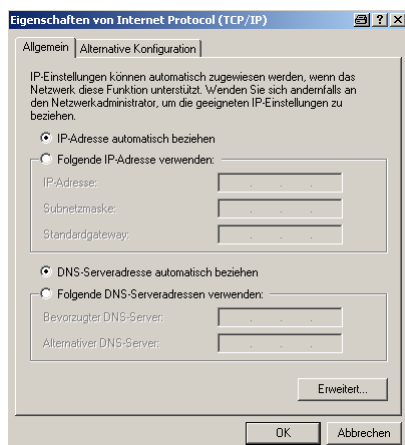 Eigenschaften von Internet Protocol (TCP/IP)
Allgemein
Alternative Konfiguration
IP-Einstellungen können automatisch zugewiesen werden, wenn das
Netzwerk diese Funktion unterstützt. Wenden Sie sich andernfalls an
den Netzwerkadministrator, um die geeigneten IP-Einstellungen zu
beziehen.
IP-Adresse automatisch beziehen
Folgende IP-Adresse verwenden:
IP-Adresse:
Subnetzmaske:
Standardgateway:
DNS-Serveradresse automatisch beziehen
Folgende DNS-Serveradressen verwenden:
Bevorzugter DNS-Server:
Alternativer DNS-Server:
Erweitert...
OK
Abbrechen